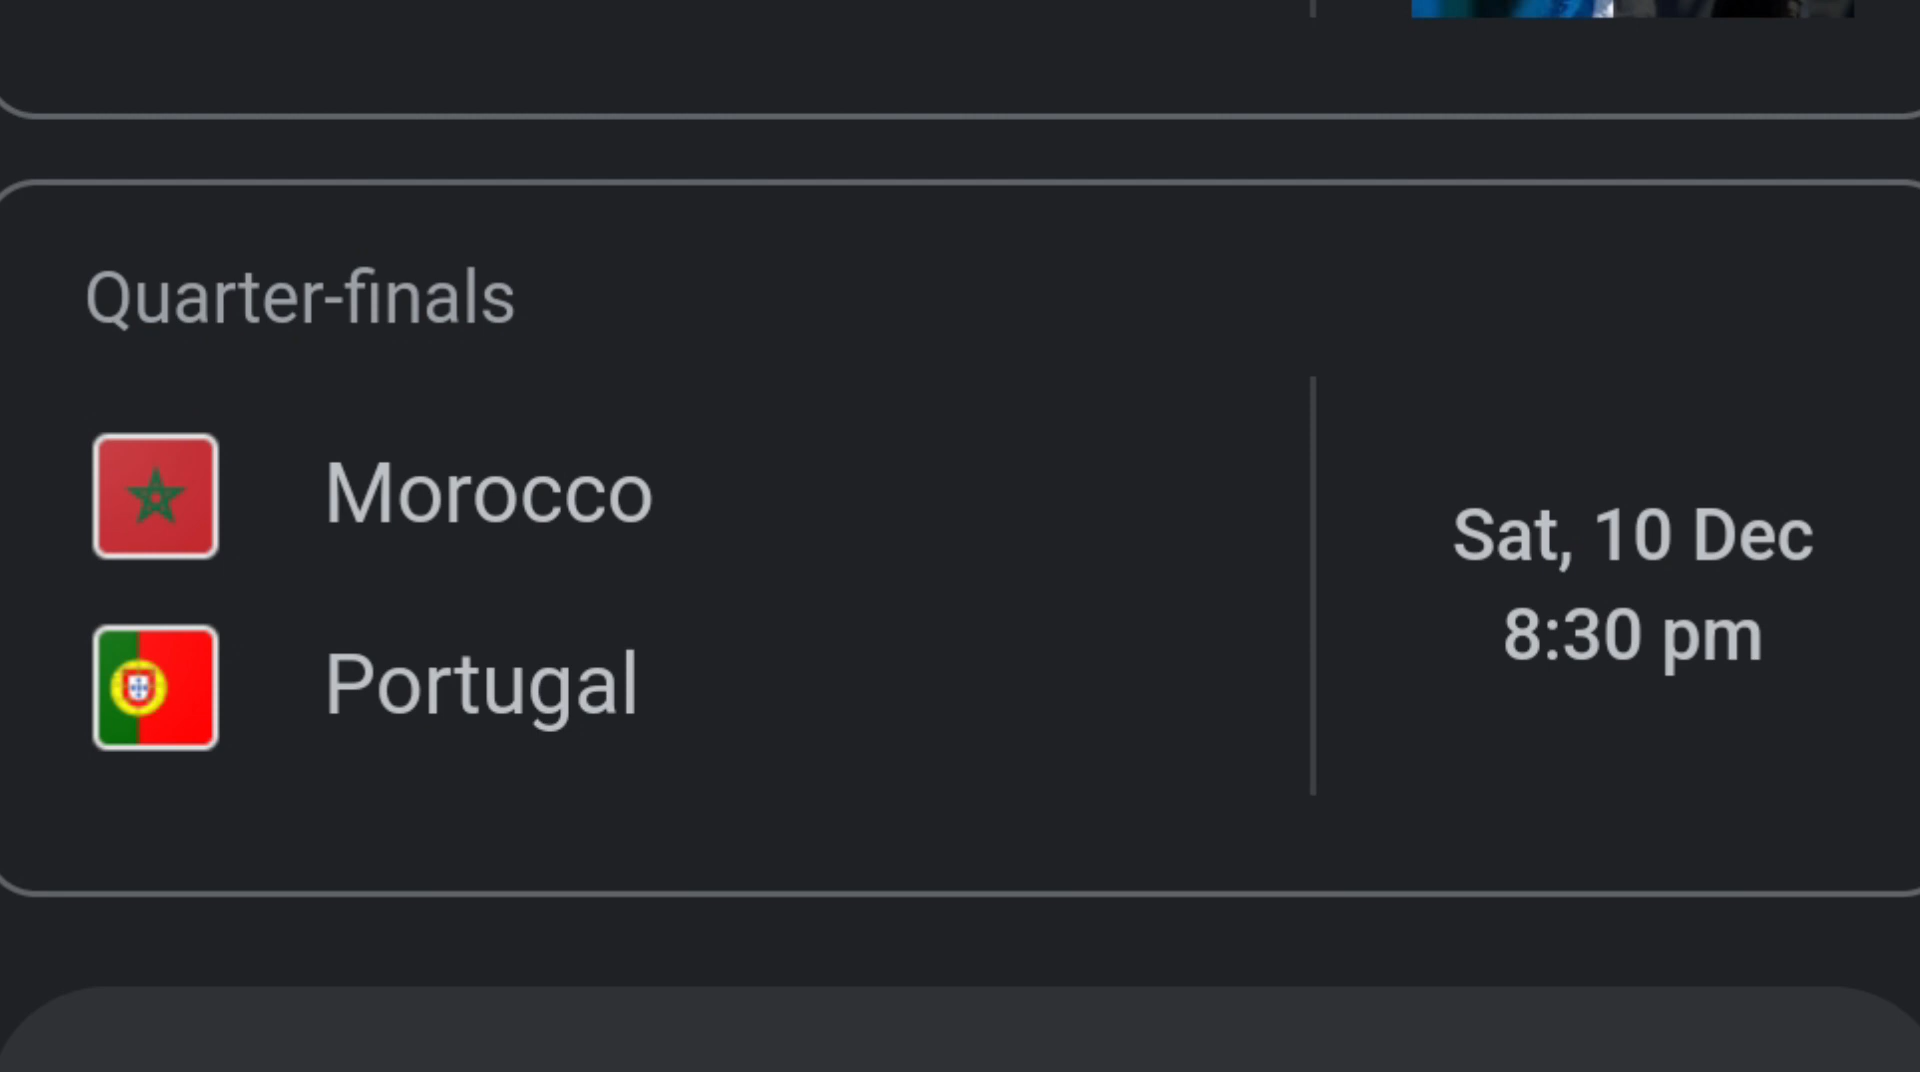 Quarter-finals
Morocco
Portugal
Sat, 10 Dec
8:30 pm